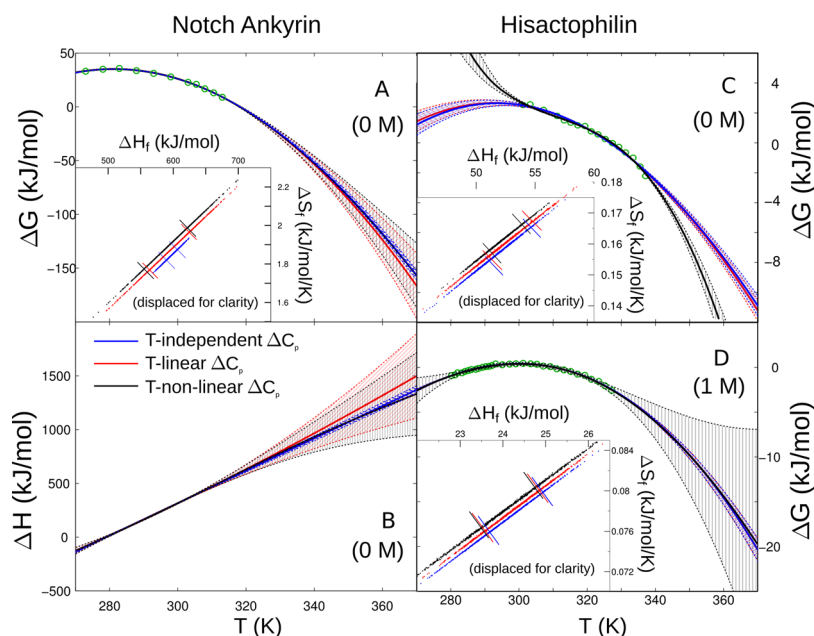 Notch Ankyrin
Hisactophilin
50
0
−50
−100
−150
ΔG (kJ/mol)
A
(0 M)
ΔH_f
(kJ/mol)
500 600 700
2.2
2
1.8
1.6
ΔS_f (kJ/mol/K)
(displaced for clarity)
C
(0 M)
4
2
0
−2
−4
−8
ΔG (kJ/mol)
ΔH_f
(kJ/mol)
50 55 60
0.18
0.17
0.16
0.15
0.14
ΔS_f (kJ/mol/K)
(displaced for clarity)
T-independent ΔC_p
T-linear ΔC_p
T-non-linear ΔC_p
1500
1000
500
0
−500
ΔH (kJ/mol)
B
(0 M)
280 300 320 340 360
T (K)
D
(1 M)
0
−10
−20
ΔG (kJ/mol)
ΔH_f
(kJ/mol)
23 24 25 26
0.084
0.080
0.076
0.072
ΔS_f (kJ/mol/K)
(displaced for clarity)
280 300 320 340 360
T (K)